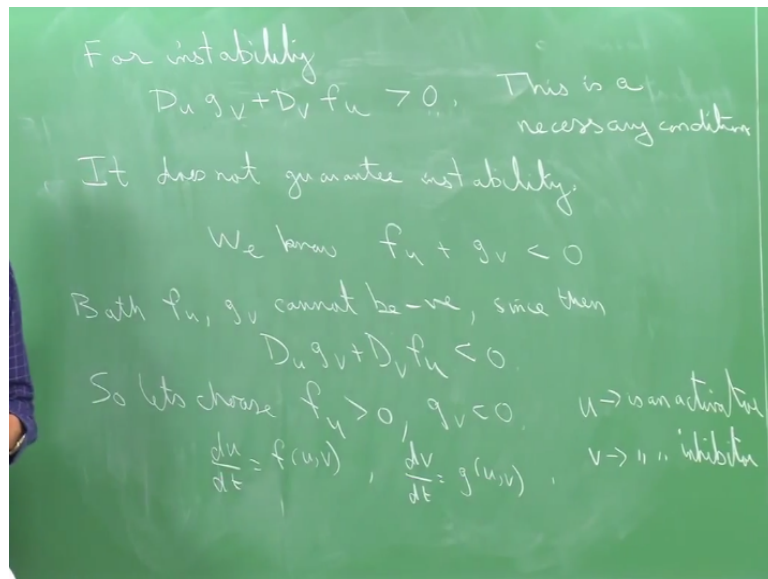 For instability
Du gv + Dv fu > 0. This is a
necessary condition
It does not guarantee instability.
We know fu + gv < 0
Both fu, gv cannot be -ve, since then
Du gv + Dv fu < 0.
So lets choose fu > 0, gv < 0. u → is an activator
du/dt = f(u,v), dv/dt = g(u,v), v → " " inhibitor